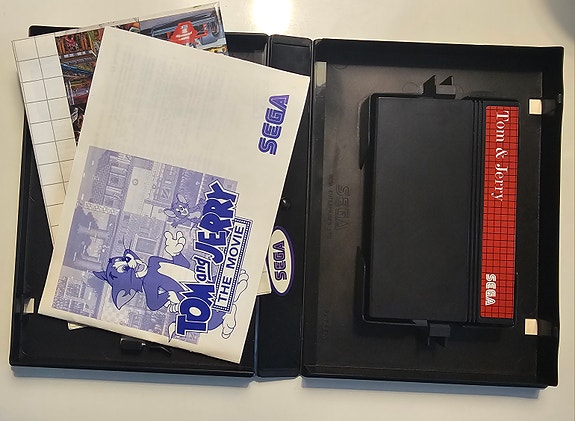 SEGA
TOM and JERRY
THE MOVIE
SEGA
SEGA
Tom & Jerry
SEGA